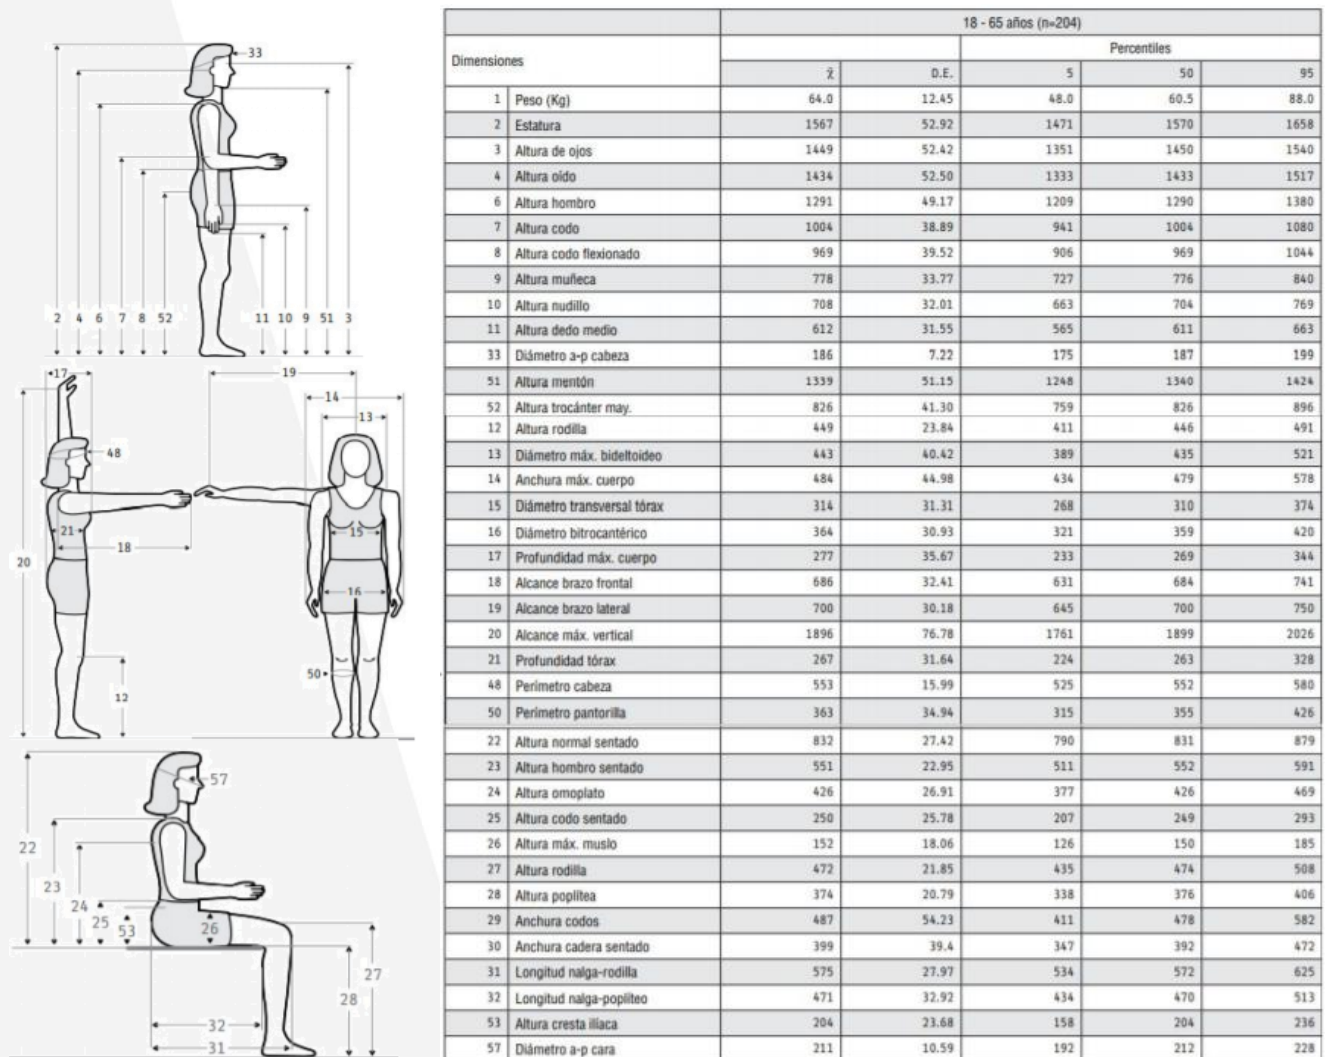 33
2 4 6 7 8 52 11 10 9 51 3
17
19
14
13
48
21
18
15
20
16
50
12
57
22
23
24
25
53
26
27
28
32
31
18 - 65 años (n=204)
Dimensiones
Percentiles
x̄ D.E. 5 50 95
1 Peso (Kg) 64.0 12.45 48.0 60.5 88.0
2 Estatura 1567 52.92 1471 1570 1658
3 Altura de ojos 1449 52.42 1351 1450 1540
4 Altura oído 1434 52.50 1333 1433 1517
6 Altura hombro 1291 49.17 1209 1290 1380
7 Altura codo 1004 38.89 941 1004 1080
8 Altura codo flexionado 969 39.52 906 969 1044
9 Altura muñeca 778 33.77 727 776 840
10 Altura nudillo 708 32.01 663 704 769
11 Altura dedo medio 612 31.55 565 611 663
33 Diámetro a-p cabeza 186 7.22 175 187 199
51 Altura mentón 1339 51.15 1248 1340 1424
52 Altura trocánter may. 826 41.30 759 826 896
12 Altura rodilla 449 23.84 411 446 491
13 Diámetro máx. bideltoideo 443 40.42 389 435 521
14 Anchura máx. cuerpo 484 44.98 434 479 578
15 Diámetro transversal tórax 314 31.31 268 310 374
16 Diámetro bitrocantérico 364 30.93 321 359 420
17 Profundidad máx. cuerpo 277 35.67 233 269 344
18 Alcance brazo frontal 686 32.41 631 684 741
19 Alcance brazo lateral 700 30.18 645 700 750
20 Alcance máx. vertical 1896 76.78 1761 1899 2026
21 Profundidad tórax 267 31.64 224 263 328
48 Perímetro cabeza 553 15.99 525 552 580
50 Perímetro pantorilla 363 34.94 315 355 426
22 Altura normal sentado 832 27.42 790 831 879
23 Altura hombro sentado 551 22.95 511 552 591
24 Altura omoplato 426 26.91 377 426 469
25 Altura codo sentado 250 25.78 207 249 293
26 Altura máx. muslo 152 18.06 126 150 185
27 Altura rodilla 472 21.85 435 474 508
28 Altura poplítea 374 20.79 338 376 406
29 Anchura codos 487 54.23 411 478 582
30 Anchura cadera sentado 399 39.4 347 392 472
31 Longitud nalga-rodilla 575 27.97 534 572 625
32 Longitud nalga-poplíteo 471 32.92 434 470 513
53 Altura cresta ilíaca 204 23.68 158 204 236
57 Diámetro a-p cara 211 10.59 192 212 228